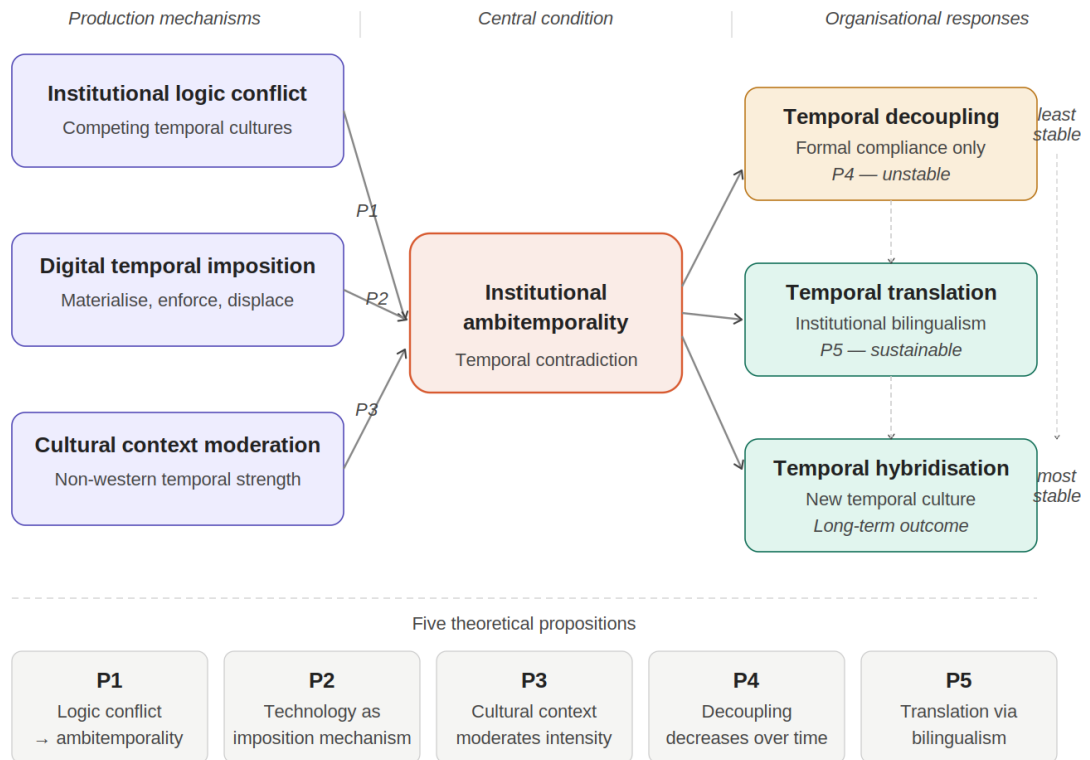 Production mechanisms
Central condition
Organisational responses
Institutional logic conflict
Competing temporal cultures
Digital temporal imposition
Materialise, enforce, displace
Cultural context moderation
Non-western temporal strength
P1
P2
P3
Institutional
ambitemporality
Temporal contradiction
Temporal decoupling
Formal compliance only
P4 — unstable
least
stable
Temporal translation
Institutional bilingualism
P5 — sustainable
Temporal hybridisation
New temporal culture
Long-term outcome
most
stable
Five theoretical propositions
P1
Logic conflict
→ ambitemporality
P2
Technology as
imposition mechanism
P3
Cultural context
moderates intensity
P4
Decoupling
decreases over time
P5
Translation via
bilingualism